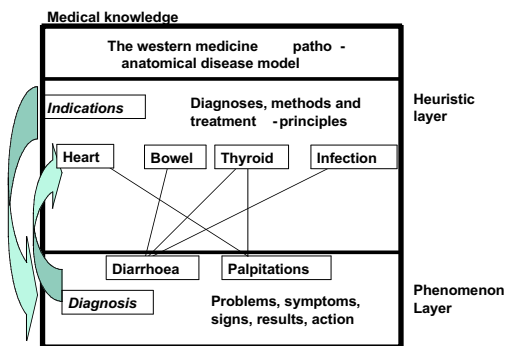 Medical knowledge
The western medicine patho -
anatomical disease model
Indications
Diagnoses, methods and
treatment -principles
Heuristic
layer
Heart
Bowel
Thyroid
Infection
Diarrhoea
Palpitations
Diagnosis
Problems, symptoms,
signs, results, action
Phenomenon
Layer